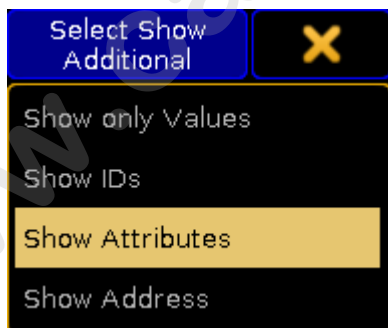 Select Show
Additional
Show only Values
Show IDs
Show Attributes
Show Address